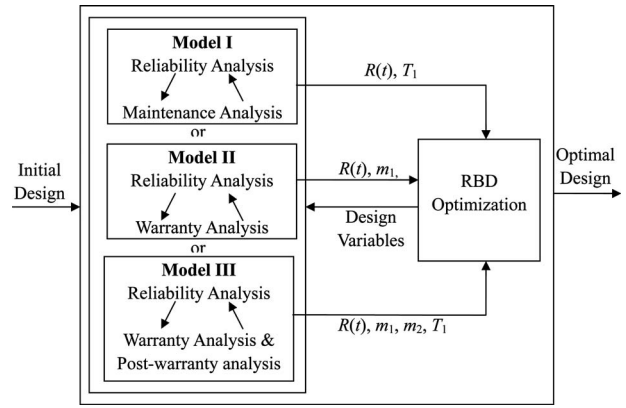 Model I
Reliability Analysis
Maintenance Analysis
or
Model II
Reliability Analysis
Warranty Analysis
or
Model III
Reliability Analysis
Warranty Analysis &
Post-warranty analysis
Initial
Design
R(t), T₁
R(t), m₁,
Design
Variables
R(t), m₁, m₂, T₁
RBD
Optimization
Optimal
Design